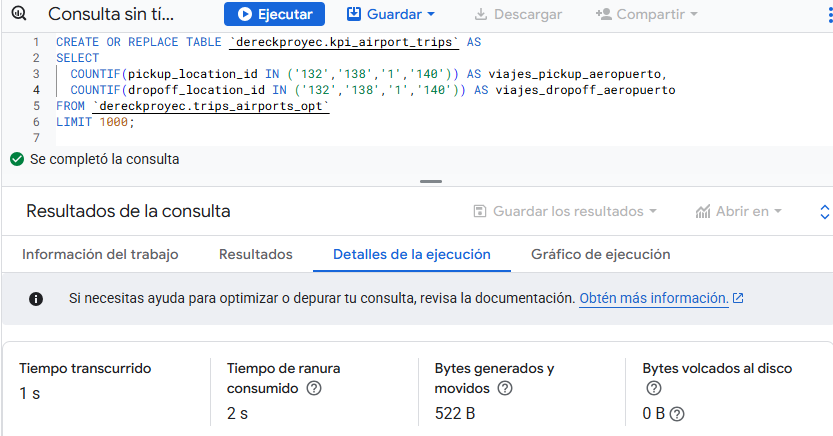 Consulta sin tí... Ejecutar Guardar Descargar Compartir
1 CREATE OR REPLACE TABLE `dereckproyec.kpi_airport_trips` AS
2 SELECT
3 COUNTIF(pickup_location_id IN ('132','138','1','140')) AS viajes_pickup_aeropuerto,
4 COUNTIF(dropoff_location_id IN ('132','138','1','140')) AS viajes_dropoff_aeropuerto
5 FROM `dereckproyec.trips_airports_opt`
6 LIMIT 1000;
7
Se completó la consulta
Resultados de la consulta Guardar los resultados Abrir en
Información del trabajo Resultados Detalles de la ejecución Gráfico de ejecución
Si necesitas ayuda para optimizar o depurar tu consulta, revisa la documentación. Obtén más información.
Tiempo transcurrido
1 s
Tiempo de ranura
consumido
2 s
Bytes generados y
movidos
522 B
Bytes volcados al disco
0 B